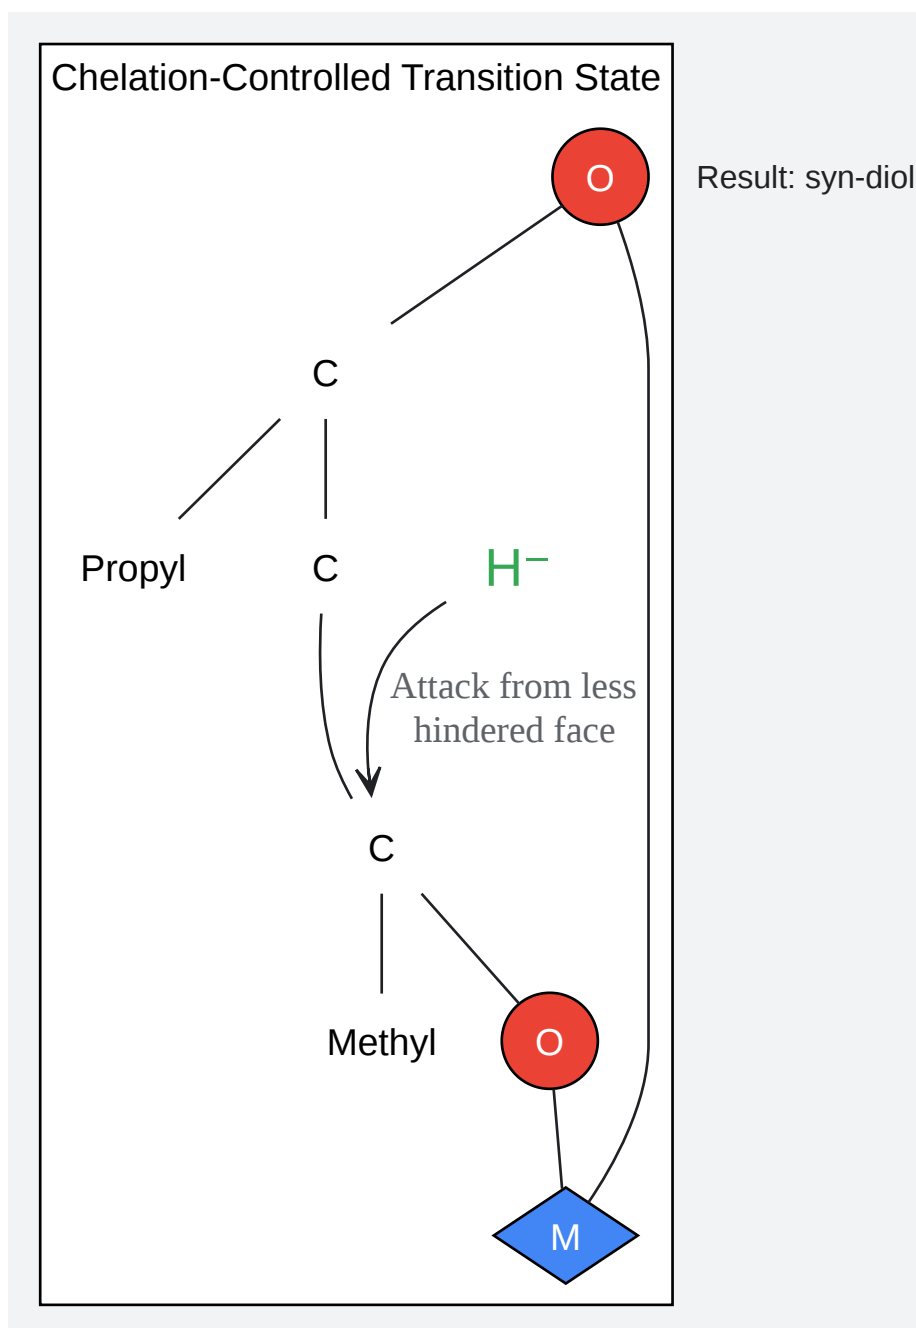 Chelation-Controlled Transition State
O
Result: syn-diol
C
Propyl
C
H⁻
Attack from less
hindered face
C
Methyl
O
M